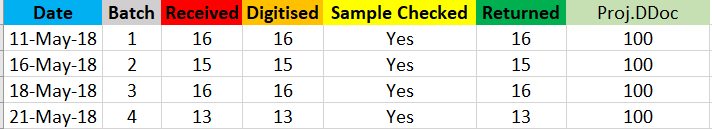 Date Batch Received Digitised Sample Checked Returned Proj.DDoc
11-May-18 1 16 16 Yes 16 100
16-May-18 2 15 15 Yes 15 100
18-May-18 3 16 16 Yes 16 100
21-May-18 4 13 13 Yes 13 100